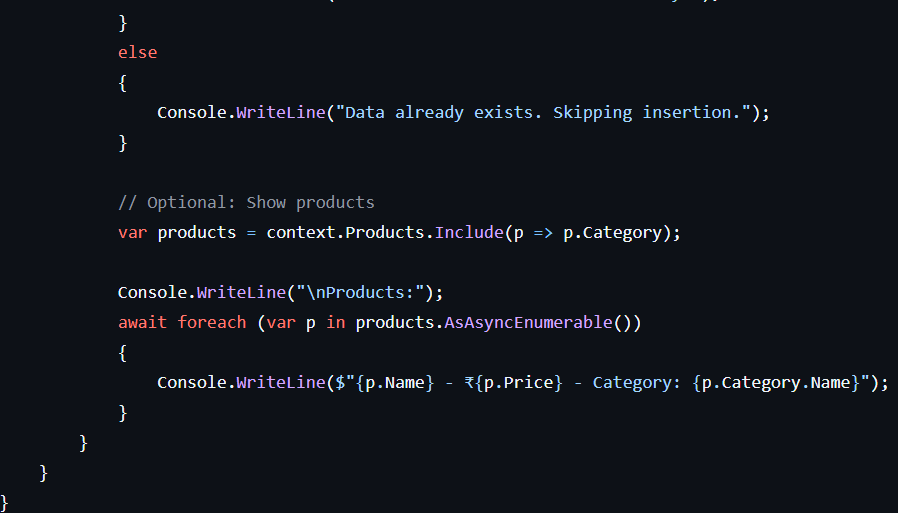 }
else
{
Console.WriteLine("Data already exists. Skipping insertion.");
}
// Optional: Show products
var products = context.Products.Include(p => p.Category);
Console.WriteLine("\nProducts:");
await foreach (var p in products.AsAsyncEnumerable())
{
Console.WriteLine($"{p.Name} - ₹{p.Price} - Category: {p.Category.Name}");
}
}
}
}